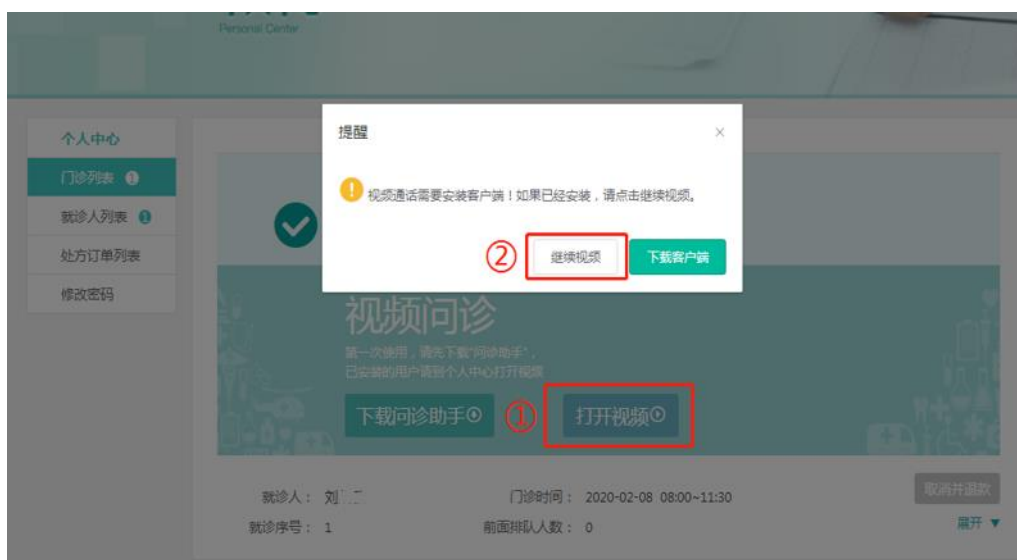 Personal Center
个人中心
门诊列表 1
就诊人列表 1
处方订单列表
修改密码
提醒 ×
视频通话需要安装客户端！如果已经安装，请点击继续视频。
② 继续视频 下载客户端
视频问诊
第一次使用，请先下载“问诊助手”，
已安装的用户请到个人中心打开视频
下载问诊助手 ① 打开视频
就诊人： 刘 门诊时间： 2020-02-08 08:00~11:30 取消并退款
就诊序号： 1 前面排队人数： 0 展开 ▼